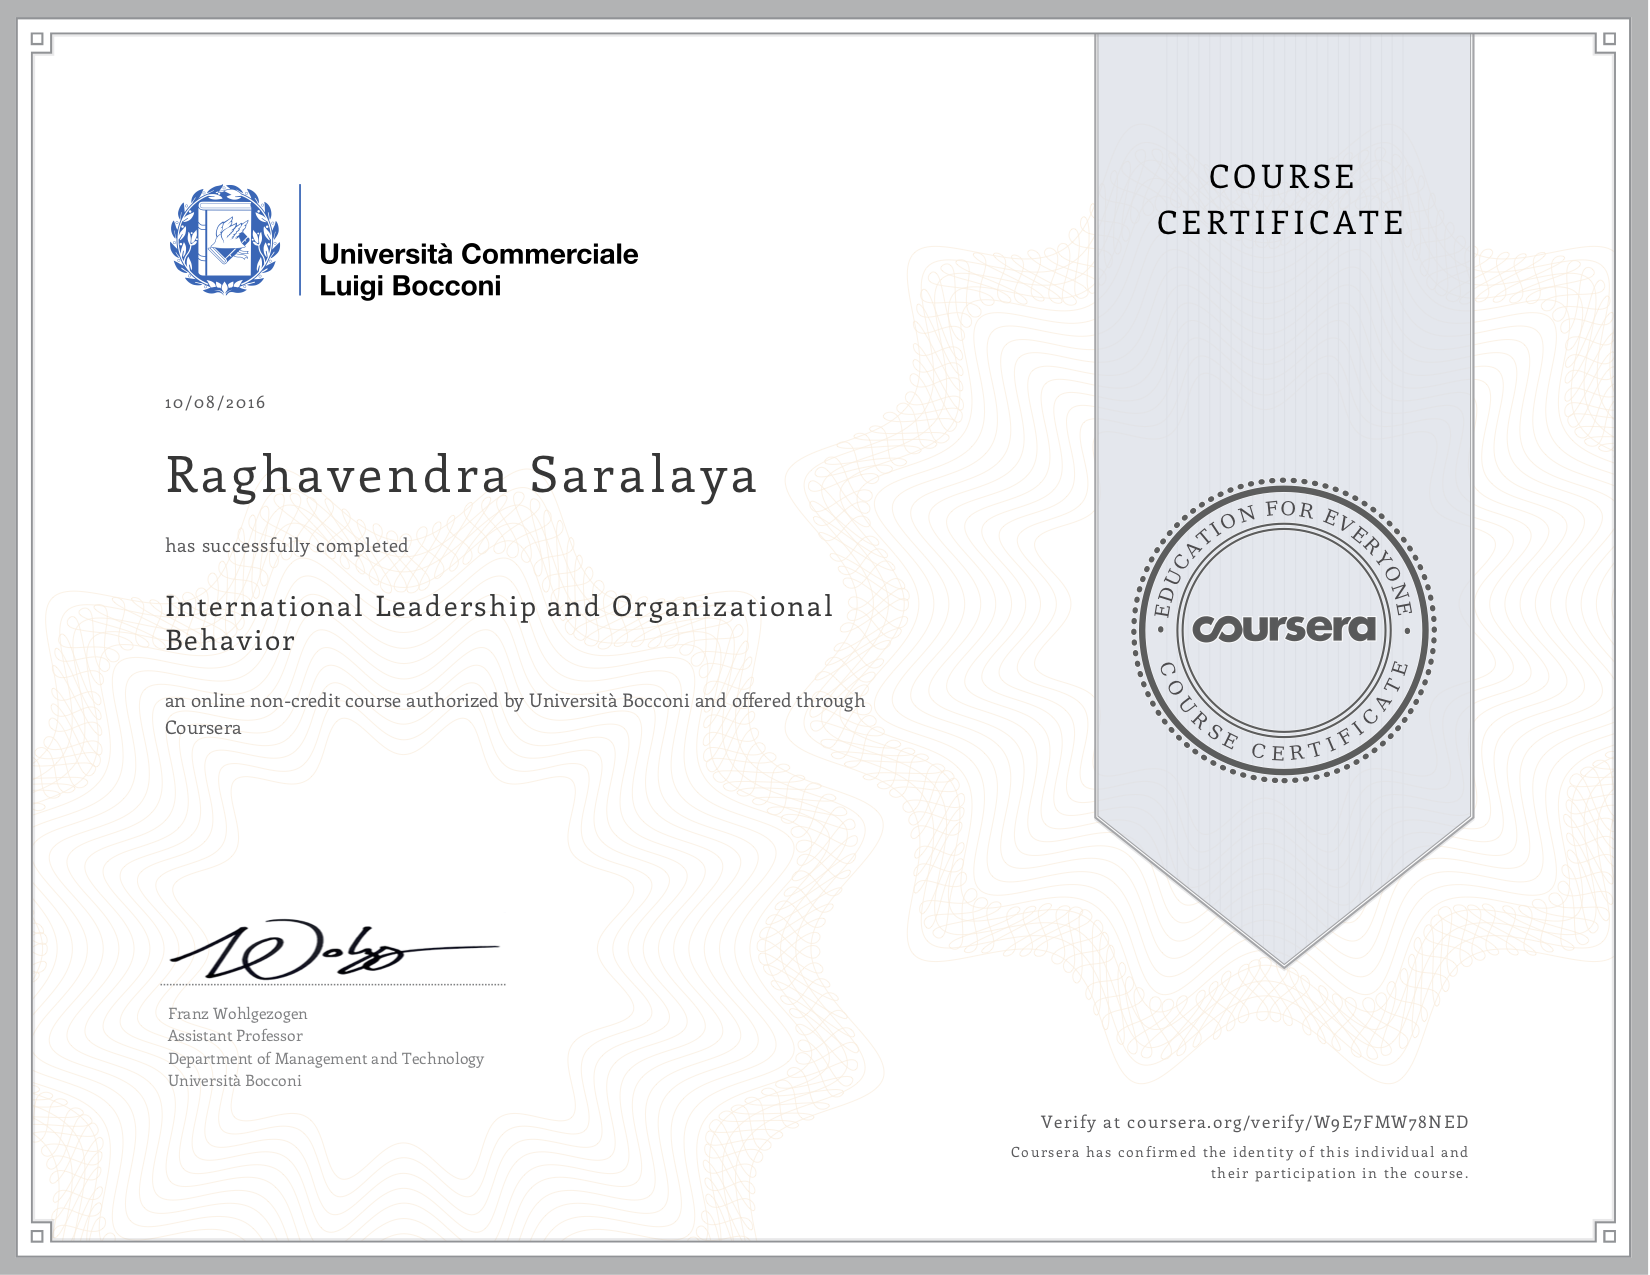 Università Commerciale
Luigi Bocconi
10/08/2016
Raghavendra Saralaya
has successfully completed
International Leadership and Organizational
Behavior
an online non-credit course authorized by Università Bocconi and offered through
Coursera
Franz Wohlgezogen
Assistant Professor
Department of Management and Technology
Università Bocconi
COURSE
CERTIFICATE
EDUCATION FOR EVERYONE
coursera
COURSE CERTIFICATE
Verify at coursera.org/verify/W9E7FMW78NED
Coursera has confirmed the identity of this individual and
their participation in the course.